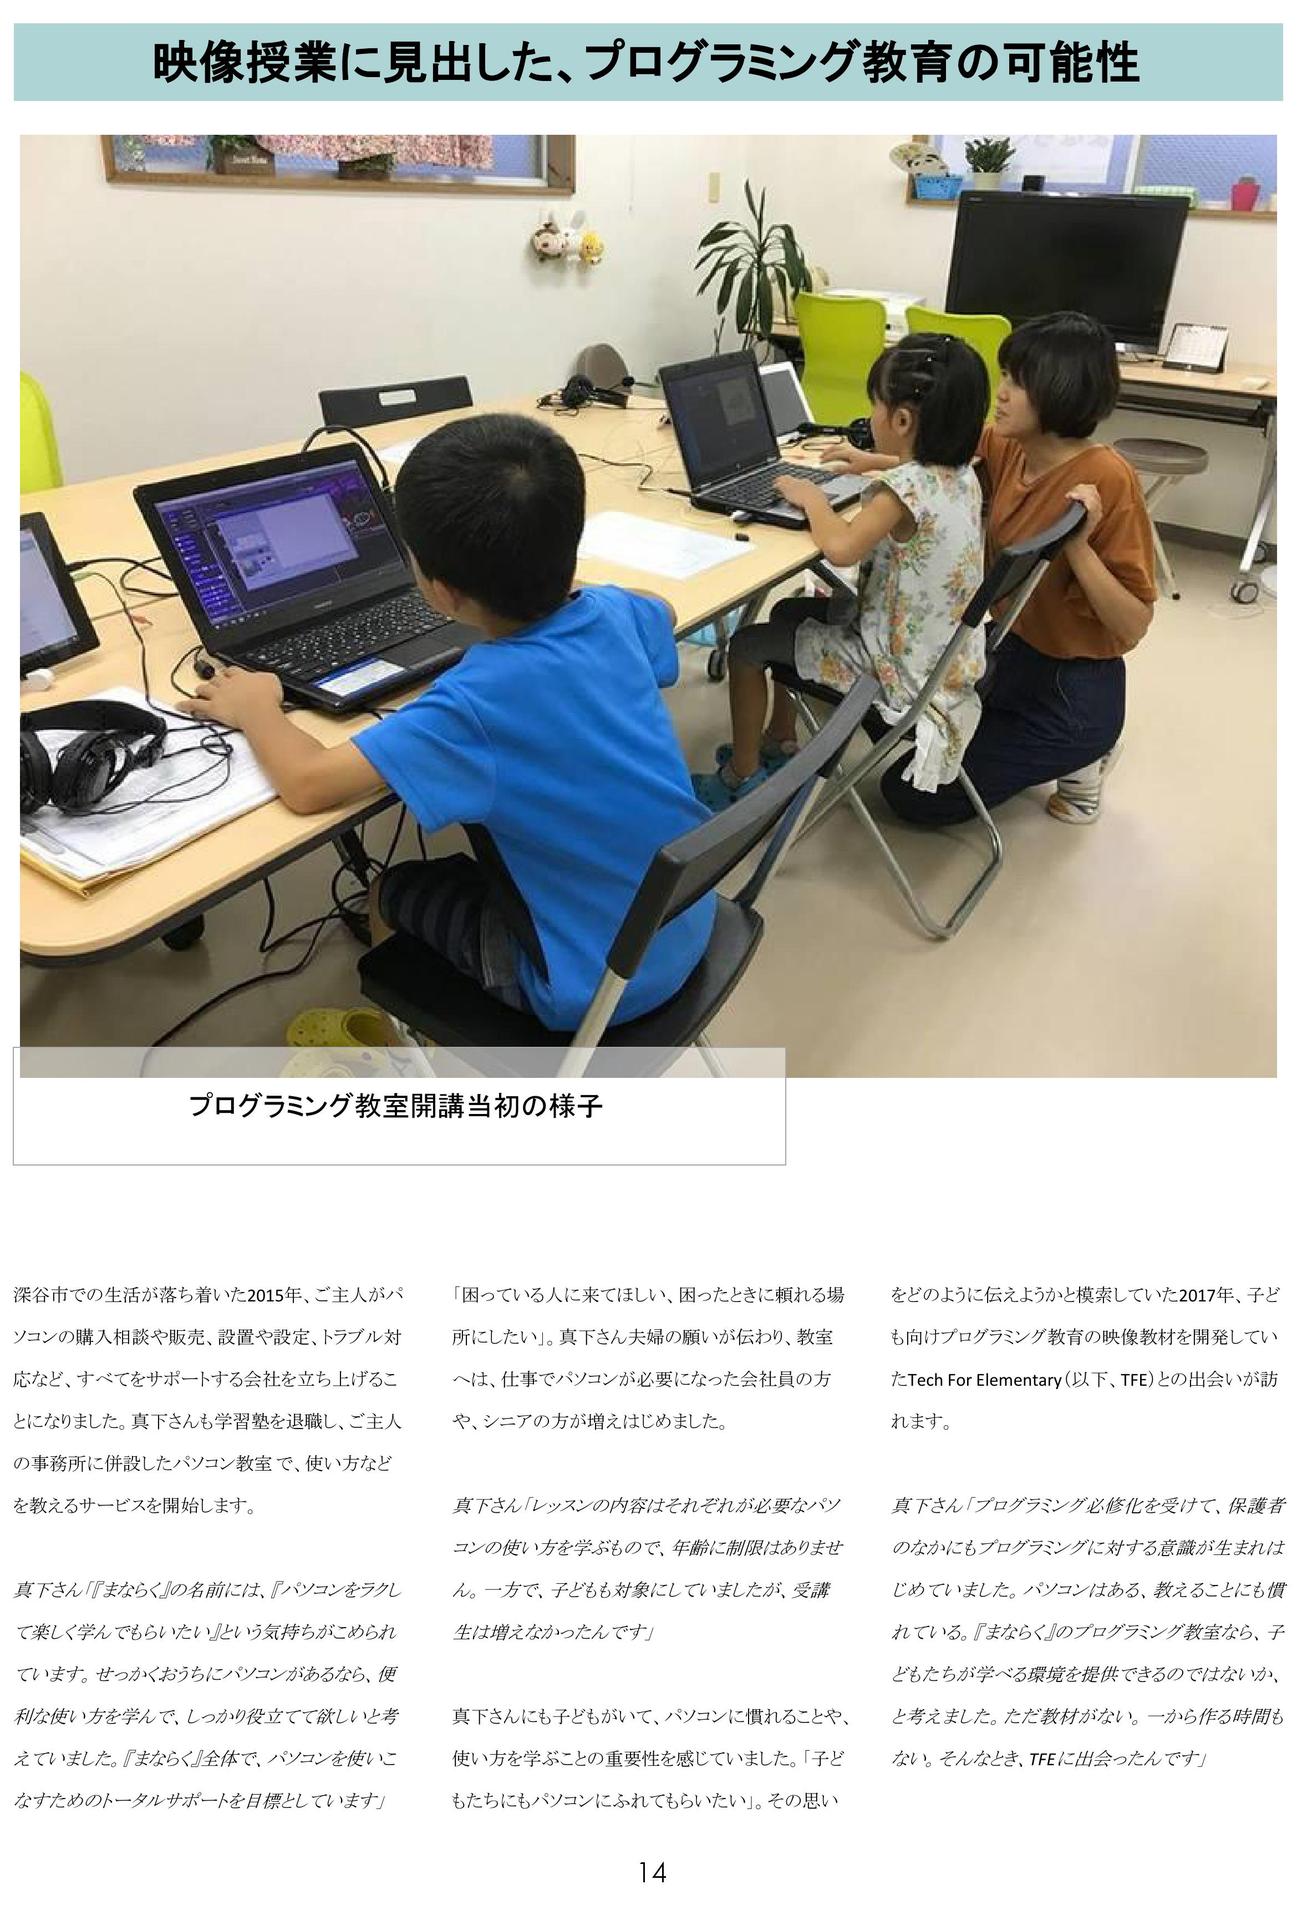 映像授業に見出した、プログラミング教育の可能性
Sweet Home
プログラミング教室開講当初の様子
深谷市での生活が落ち着いた2015年、ご主人がパ
ソコンの購入相談や販売、設置や設定、トラブル対
応など、すべてをサポートする会社を立ち上げるこ
とになりました。真下さんも学習塾を退職し、ご主人
の事務所に併設したパソコン教室 で、使い方など
を教えるサービスを開始します。
真下さん「『まならく』の名前には、『パソコンをラクし
て楽しく学んでもらいたい』という気持ちがこめられ
ています。せっかくおうちにパソコンがあるなら、便
利な使い方を学んで、しっかり役立てて欲しいと考
えていました。『まならく』全体で、パソコンを使いこ
なすためのトータルサポートを目標としています」
「困っている人に来てほしい、困ったときに頼れる場
所にしたい」。真下さん夫婦の願いが伝わり、教室
へは、仕事でパソコンが必要になった会社員の方
や、シニアの方が増えはじめました。
真下さん「レッスンの内容はそれぞれが必要なパソ
コンの使い方を学ぶもので、年齢に制限はありませ
ん。一方で、子どもも対象にしていましたが、受講
生は増えなかったんです」
真下さんにも子どもがいて、パソコンに慣れることや、
使い方を学ぶことの重要性を感じていました。「子ど
もたちにもパソコンにふれてもらいたい」。その思い
をどのように伝えようかと模索していた2017年、子ど
も向けプログラミング教育の映像教材を開発してい
たTech For Elementary（以下、TFE）との出会いが訪
れます。
真下さん「プログラミング必修化を受けて、保護者
のなかにもプログラミングに対する意識が生まれは
じめていました。パソコンはある、教えることにも慣
れている。『まならく』のプログラミング教室なら、子
どもたちが学べる環境を提供できるのではないか、
と考えました。ただ教材がない。一から作る時間も
ない。そんなとき、TFEに出会ったんです」
14